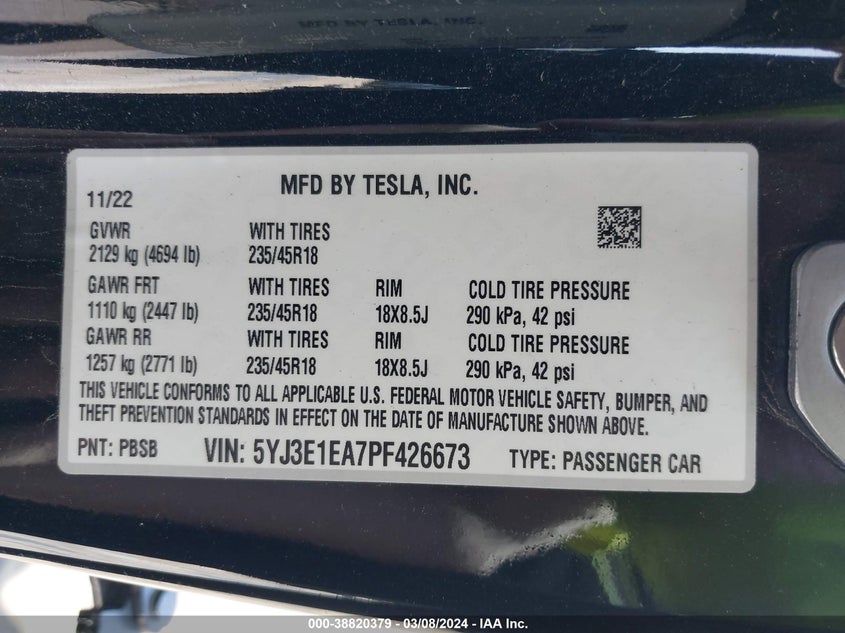 MFD BY TESLA, INC.
MFD BY TESLA, INC.
11/22
GVWR WITH TIRES
2129 kg (4694 lb) 235/45R18
GAWR FRT WITH TIRES RIM COLD TIRE PRESSURE
1110 kg (2447 lb) 235/45R18 18X8.5J 290 kPa, 42 psi
GAWR RR WITH TIRES RIM COLD TIRE PRESSURE
1257 kg (2771 lb) 235/45R18 18X8.5J 290 kPa, 42 psi
THIS VEHICLE CONFORMS TO ALL APPLICABLE U.S. FEDERAL MOTOR VEHICLE SAFETY, BUMPER, AND
THEFT PREVENTION STANDARDS IN EFFECT ON THE DATE OF MANUFACTURE SHOWN ABOVE.
PNT: PBSB VIN: 5YJ3E1EA7PF426673 TYPE: PASSENGER CAR
000-38820379 - 03/08/2024 - IAA Inc.